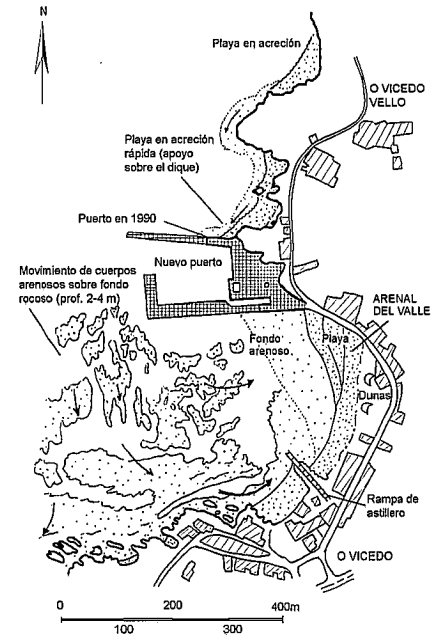 N
Playa en acreción
O VICEDO
VELLO
Playa en acreción
rápida (apoyo
sobre el dique)
Puerto en 1990
Nuevo puerto
Movimiento de cuerpos
arenosos sobre fondo
rocoso (prof. 2-4 m)
ARENAL
DEL VALLE
Fondo
arenoso
Playa
Dunas
Rampa de
astillero
O VICEDO
0 200 400m
100 300